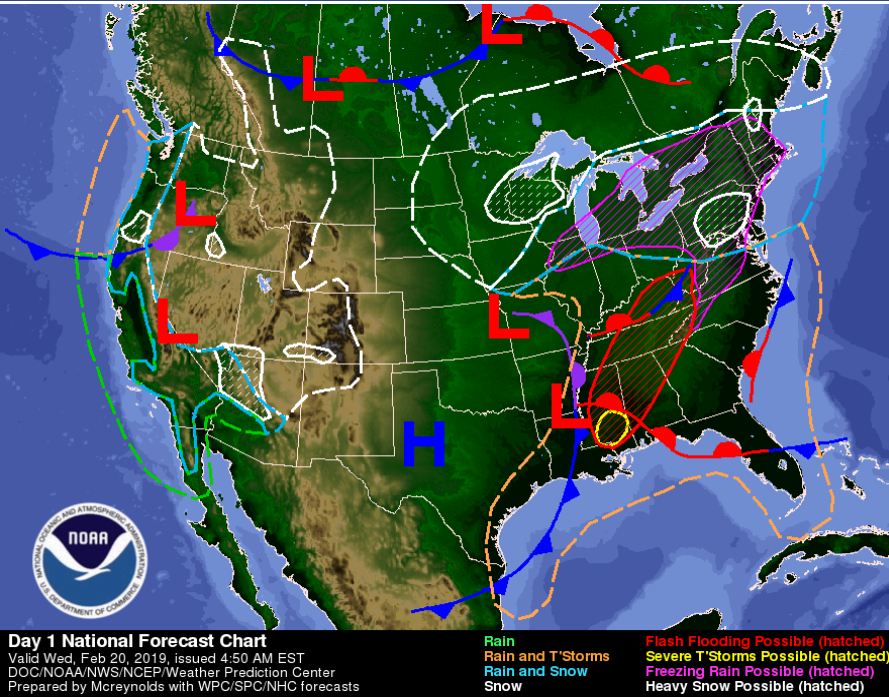 L
L
L
L
L
L
H
NATIONAL OCEANIC AND ATMOSPHERIC ADMINISTRATION
NOAA
U.S. DEPARTMENT OF COMMERCE
Day 1 National Forecast Chart
Valid Wed, Feb 20, 2019, issued 4:50 AM EST
DOC/NOAA/NWS/NCEP/Weather Prediction Center
Prepared by Mcreynolds with WPC/SPC/NHC forecasts
Rain
Rain and T'Storms
Rain and Snow
Snow
Flash Flooding Possible (hatched)
Severe T'Storms Possible (hatched)
Freezing Rain Possible (hatched)
Heavy Snow Possible (hatched)